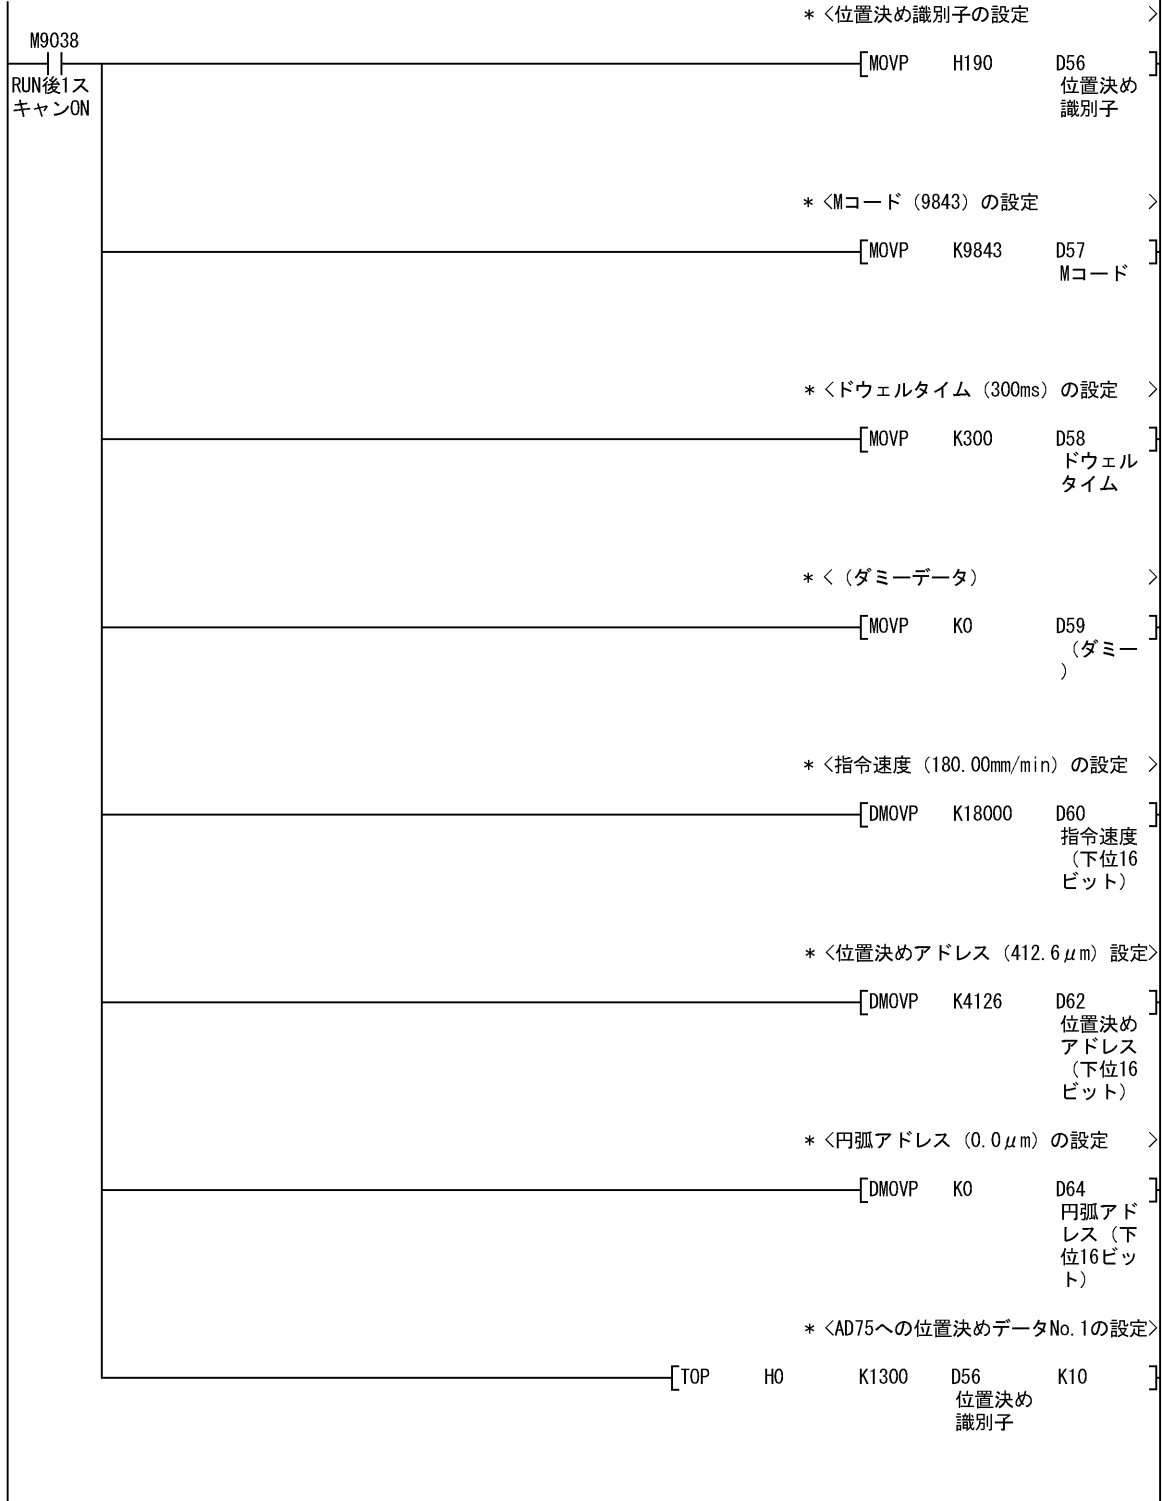 * <位置決め識別子の設定 >
M9038
[MOVP H190 D56 ]
RUN後1ス
キャンON
位置決め
識別子
* <Mコード(9843)の設定 >
[MOVP K9843 D57 ]
Mコード
* <ドウェルタイム(300ms)の設定 >
[MOVP K300 D58 ]
ドウェル
タイム
* <(ダミーデータ) >
[MOVP K0 D59 ]
(ダミー
)
* <指令速度(180.00mm/min)の設定 >
[DMOVP K18000 D60 ]
指令速度
(下位16
ビット)
* <位置決めアドレス(412.6μm)設定>
[DMOVP K4126 D62 ]
位置決め
アドレス
(下位16
ビット)
* <円弧アドレス(0.0μm)の設定 >
[DMOVP K0 D64 ]
円弧アド
レス(下
位16ビッ
ト)
* <AD75への位置決めデータNo.1の設定>
[TOP H0 K1300 D56 K10 ]
位置決め
識別子